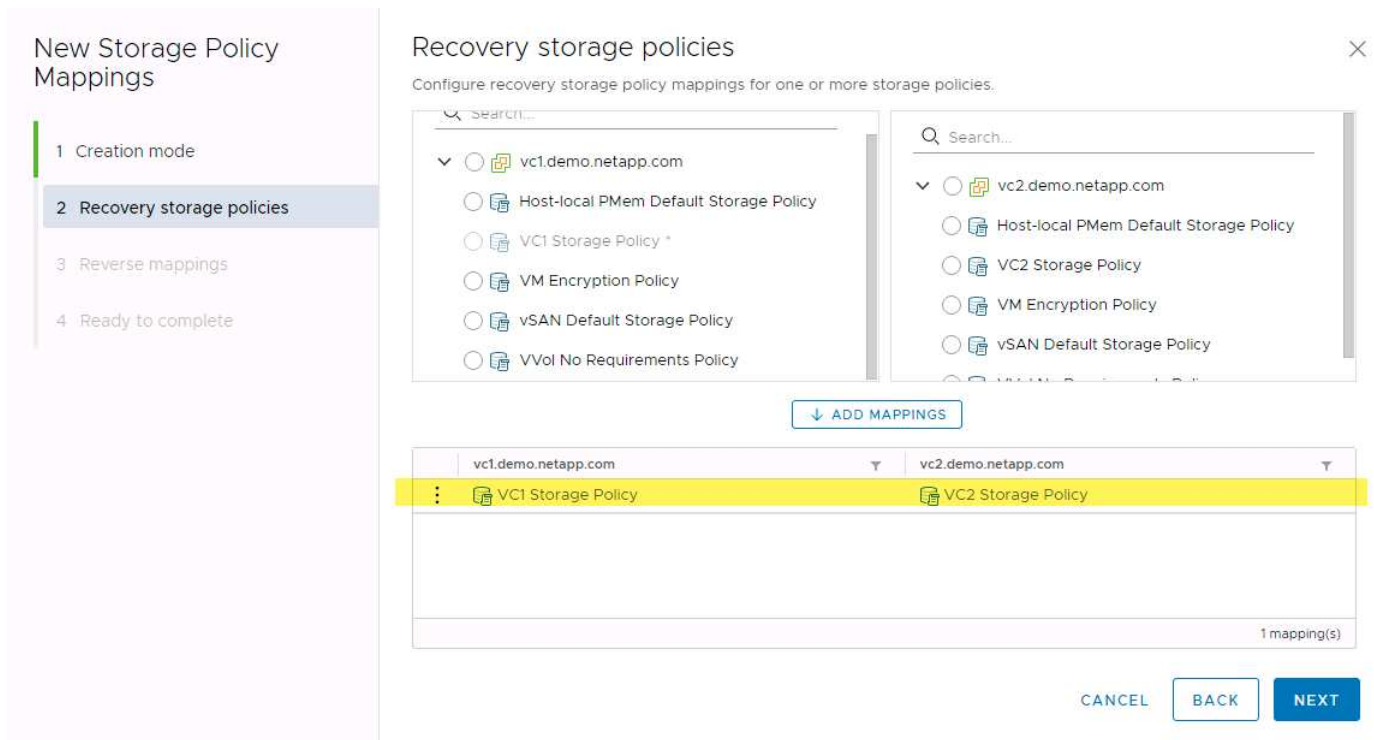 New Storage Policy
Mappings
1 Creation mode
2 Recovery storage policies
3 Reverse mappings
4 Ready to complete
Recovery storage policies
Configure recovery storage policy mappings for one or more storage policies.
Search...
vc1.demo.netapp.com
Host-local PMem Default Storage Policy
VC1 Storage Policy *
VM Encryption Policy
vSAN Default Storage Policy
VVol No Requirements Policy
Search...
vc2.demo.netapp.com
Host-local PMem Default Storage Policy
VC2 Storage Policy
VM Encryption Policy
vSAN Default Storage Policy
ADD MAPPINGS
vc1.demo.netapp.com vc2.demo.netapp.com
VC1 Storage Policy VC2 Storage Policy
1 mapping(s)
CANCEL BACK NEXT